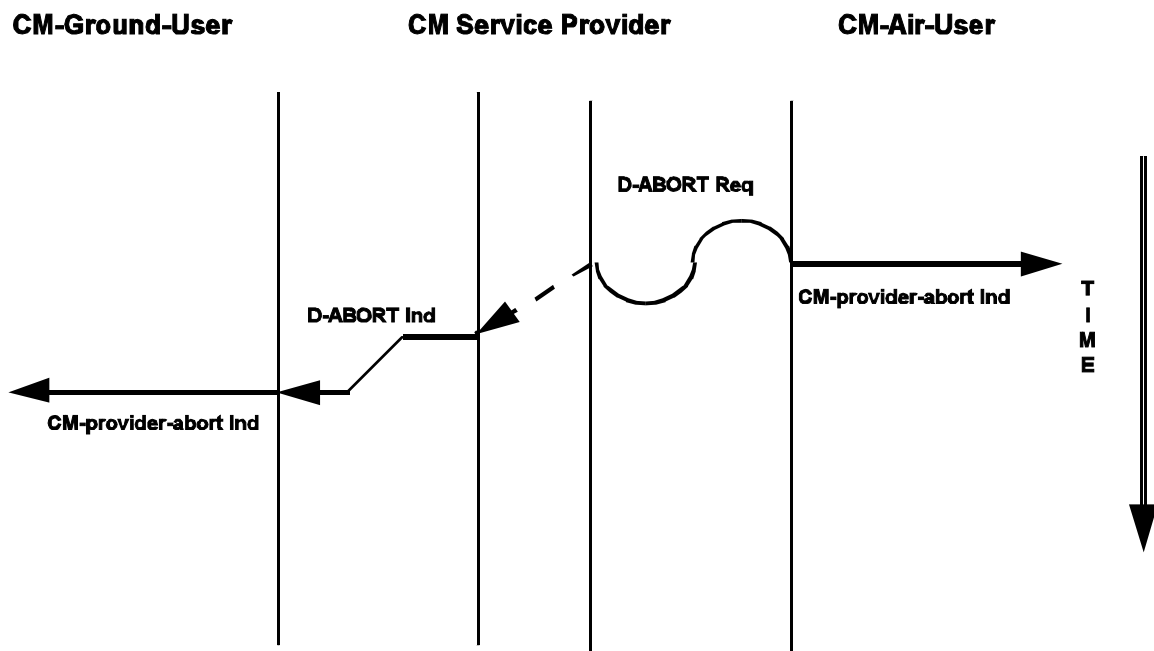 CM-Ground-User
CM Service Provider
CM-Air-User
D-ABORT Req
CM-provider-abort Ind
D-ABORT Ind
CM-provider-abort Ind
T
I
M
E